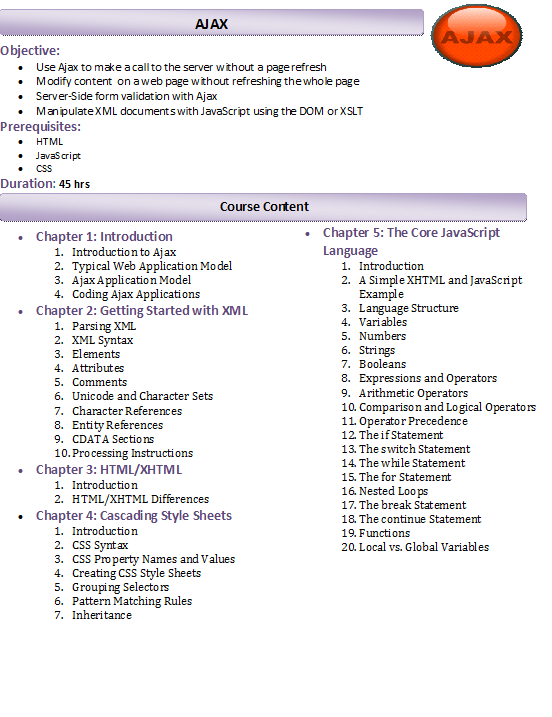 AJAX
AJAX
Objective:
• Use Ajax to make a call to the server without a page refresh
• Modify content on a web page without refreshing the whole page
• Server-Side form validation with Ajax
• Manipulate XML documents with JavaScript using the DOM or XSLT
Prerequisites:
• HTML
• JavaScript
• CSS
Duration: 45 hrs
Course Content
• Chapter 1: Introduction
1. Introduction to Ajax
2. Typical Web Application Model
3. Ajax Application Model
4. Coding Ajax Applications
• Chapter 2: Getting Started with XML
1. Parsing XML
2. XML Syntax
3. Elements
4. Attributes
5. Comments
6. Unicode and Character Sets
7. Character References
8. Entity References
9. CDATA Sections
10. Processing Instructions
• Chapter 3: HTML/XHTML
1. Introduction
2. HTML/XHTML Differences
• Chapter 4: Cascading Style Sheets
1. Introduction
2. CSS Syntax
3. CSS Property Names and Values
4. Creating CSS Style Sheets
5. Grouping Selectors
6. Pattern Matching Rules
7. Inheritance
• Chapter 5: The Core JavaScript
Language
1. Introduction
2. A Simple XHTML and JavaScript
Example
3. Language Structure
4. Variables
5. Numbers
6. Strings
7. Booleans
8. Expressions and Operators
9. Arithmetic Operators
10. Comparison and Logical Operators
11. Operator Precedence
12. The if Statement
13. The switch Statement
14. The while Statement
15. The for Statement
16. Nested Loops
17. The break Statement
18. The continue Statement
19. Functions
20. Local vs. Global Variables